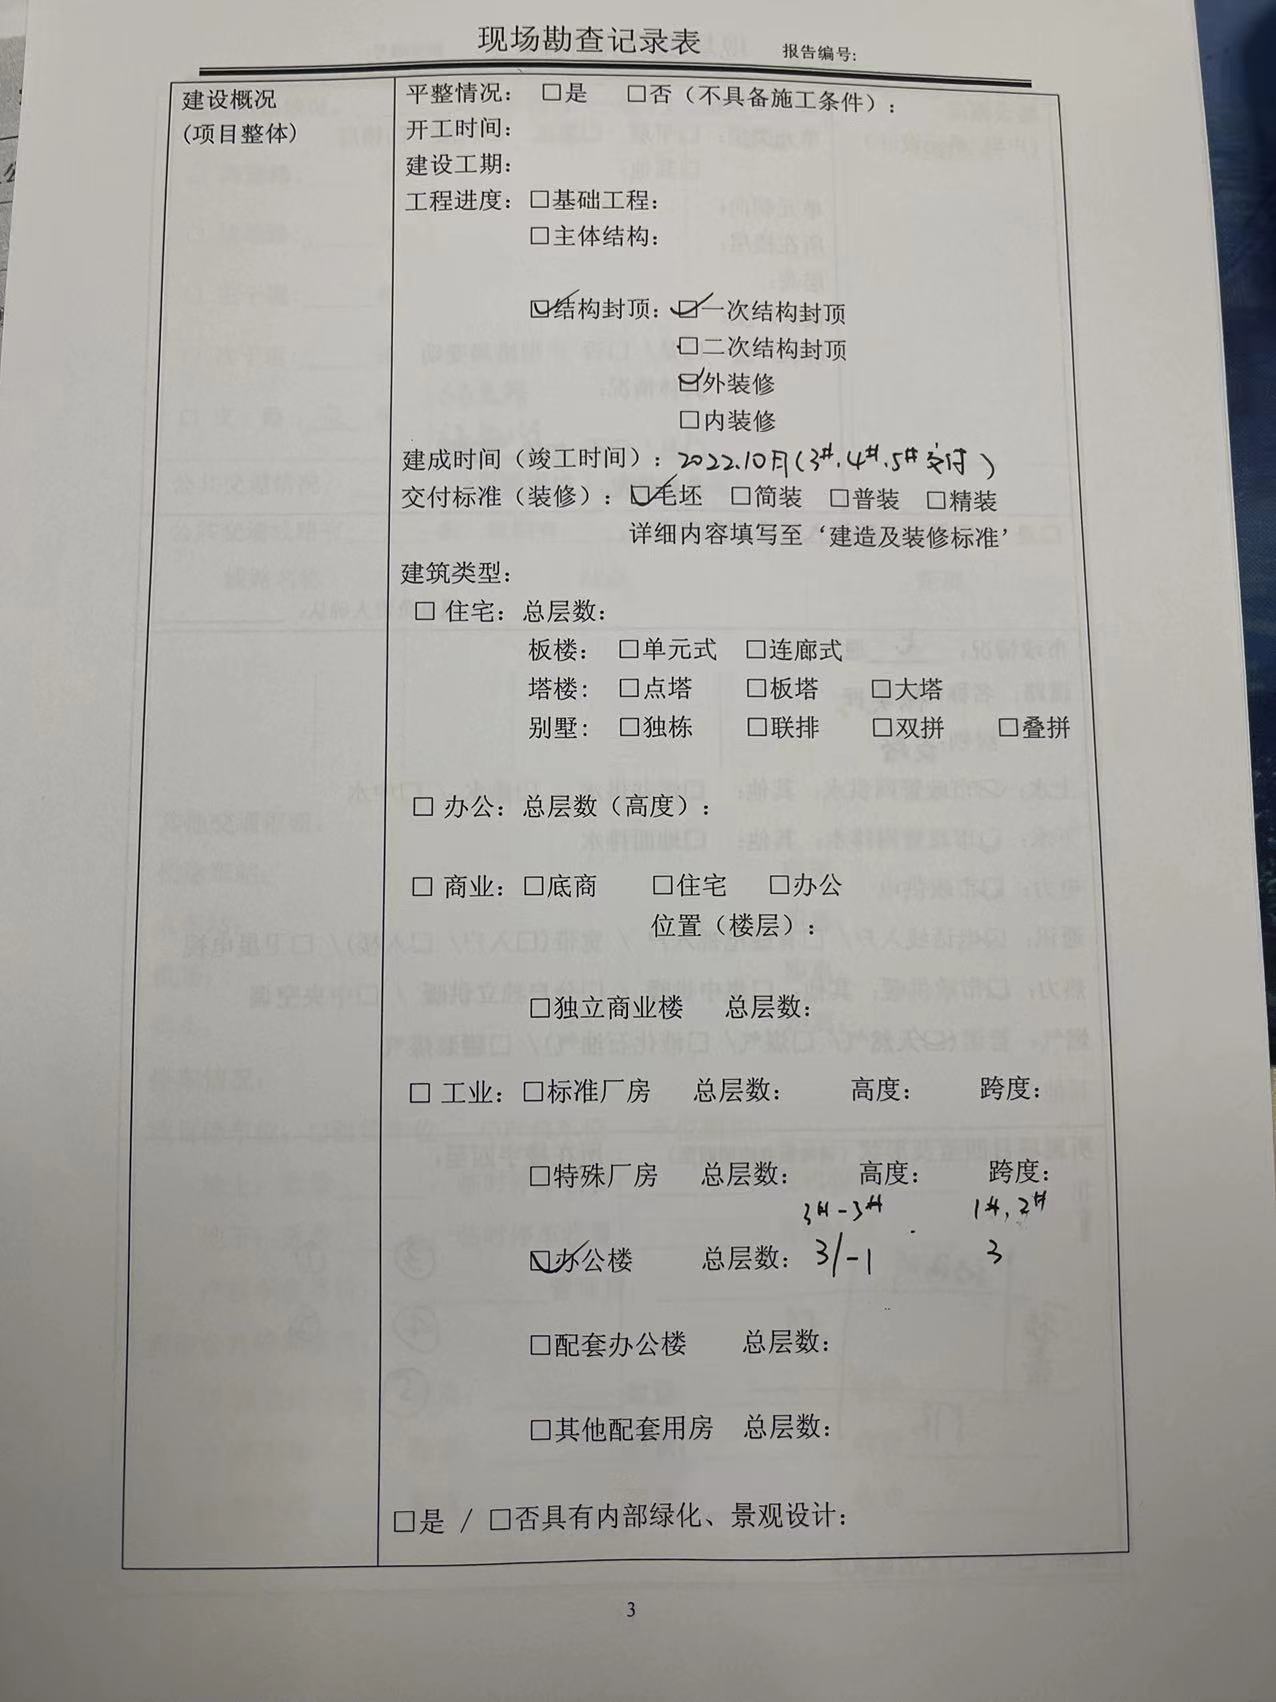 现场勘查记录表 报告编号:
建设概况
(项目整体)
平整情况: □是 □否（不具备施工条件）:
开工时间:
建设工期:
工程进度: □基础工程:
□主体结构:
☑结构封顶: ☑一次结构封顶
□二次结构封顶
☑外装修
□内装修
建成时间（竣工时间）: 2022.10月(3#.4#.5#交付)
交付标准（装修）: ☑毛坯 □简装 □普装 □精装
详细内容填写至‘建造及装修标准’
建筑类型:
□ 住宅: 总层数:
板楼: □单元式 □连廊式
塔楼: □点塔 □板塔 □大塔
别墅: □独栋 □联排 □双拼 □叠拼
□ 办公: 总层数（高度）:
□ 商业: □底商 □住宅 □办公
位置（楼层）:
□独立商业楼 总层数:
□ 工业: □标准厂房 总层数: 高度: 跨度:
□特殊厂房 总层数: 高度: 跨度:
3#-3# 1#,2#
☑办公楼 总层数: 3/-1 3
□配套办公楼 总层数:
□其他配套用房 总层数:
□是 / □否具有内部绿化、景观设计:
3